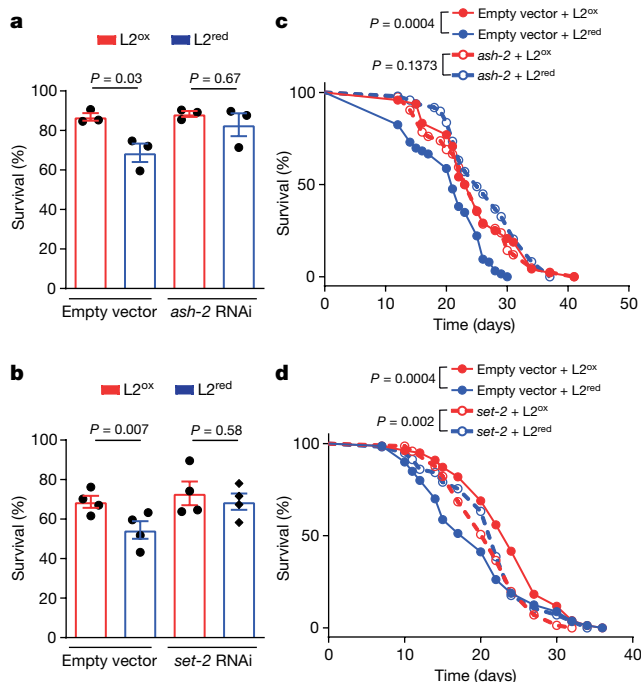 a
L2ox L2red
P = 0.03 P = 0.67
100
80
60
40
20
0
Survival (%)
Empty vector ash-2 RNAi
c
P = 0.0004
Empty vector + L2ox
Empty vector + L2red
P = 0.1373
ash-2 + L2ox
ash-2 + L2red
100
50
0
Survival (%)
0 10 20 30 40 50
Time (days)
b
L2ox L2red
P = 0.007 P = 0.58
100
80
60
40
20
0
Survival (%)
Empty vector set-2 RNAi
d
P = 0.0004
Empty vector + L2ox
Empty vector + L2red
P = 0.002
set-2 + L2ox
set-2 + L2red
100
50
0
Survival (%)
0 10 20 30 40
Time (days)